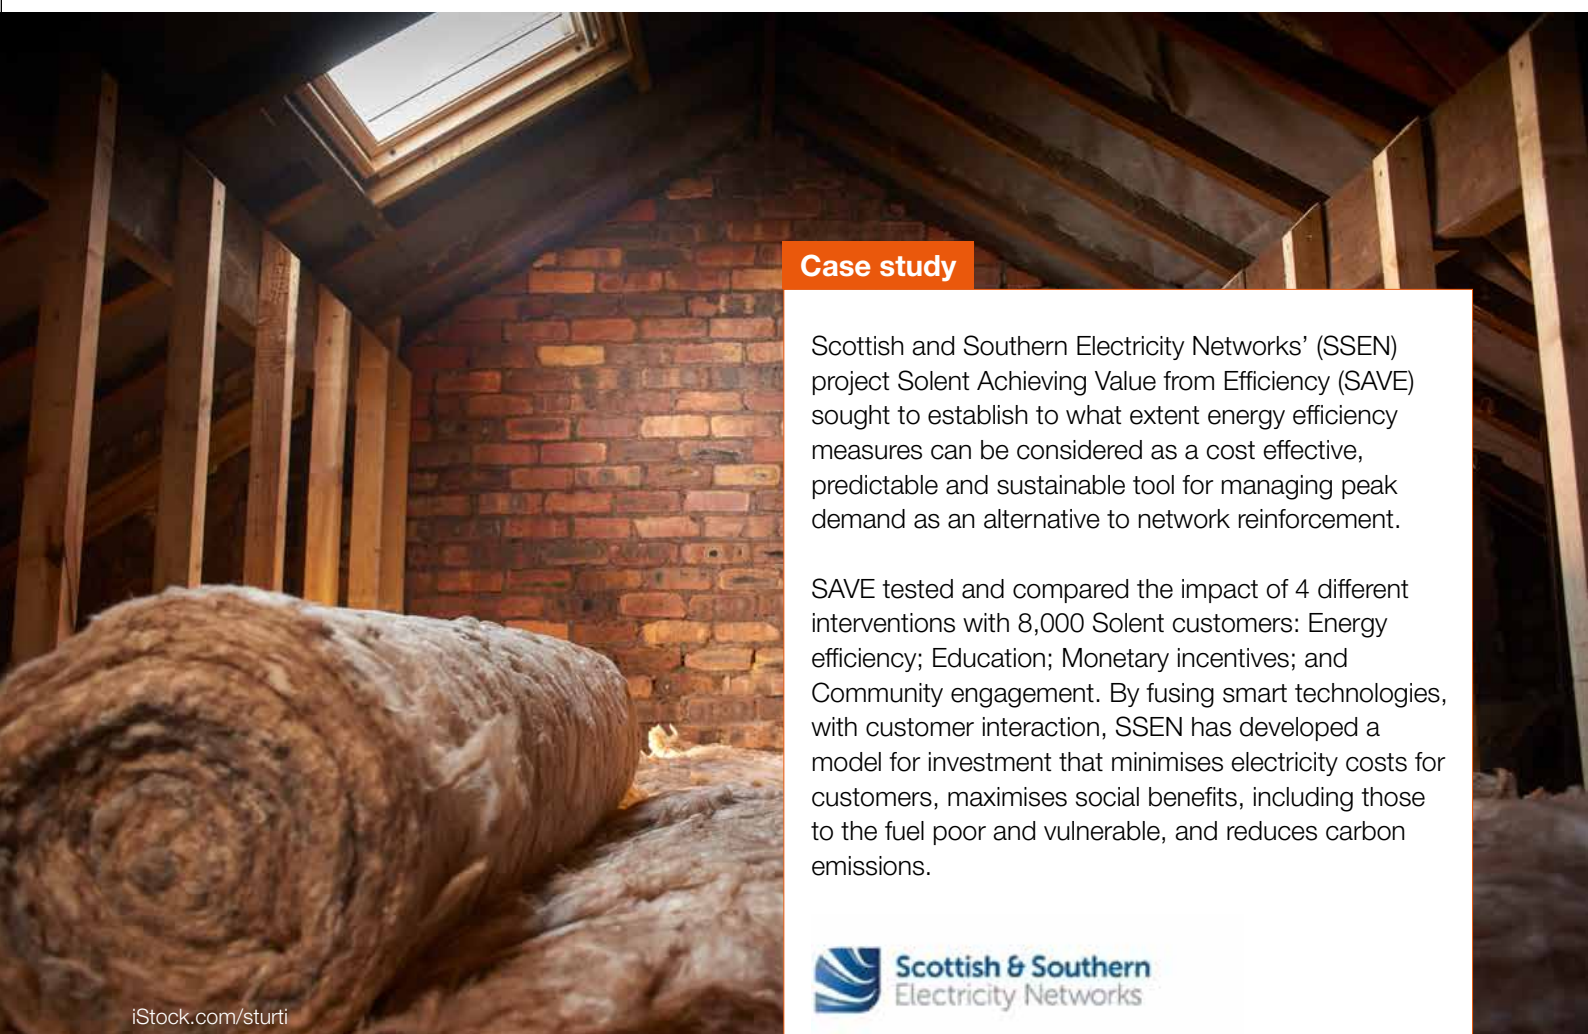 Case study
Scottish and Southern Electricity Networks’ (SSEN)
project Solent Achieving Value from Efficiency (SAVE)
sought to establish to what extent energy efficiency
measures can be considered as a cost effective,
predictable and sustainable tool for managing peak
demand as an alternative to network reinforcement.
SAVE tested and compared the impact of 4 different
interventions with 8,000 Solent customers: Energy
efficiency; Education; Monetary incentives; and
Community engagement. By fusing smart technologies,
with customer interaction, SSEN has developed a
model for investment that minimises electricity costs for
customers, maximises social benefits, including those
to the fuel poor and vulnerable, and reduces carbon
emissions.
Scottish & Southern
Electricity Networks
iStock.com/sturti